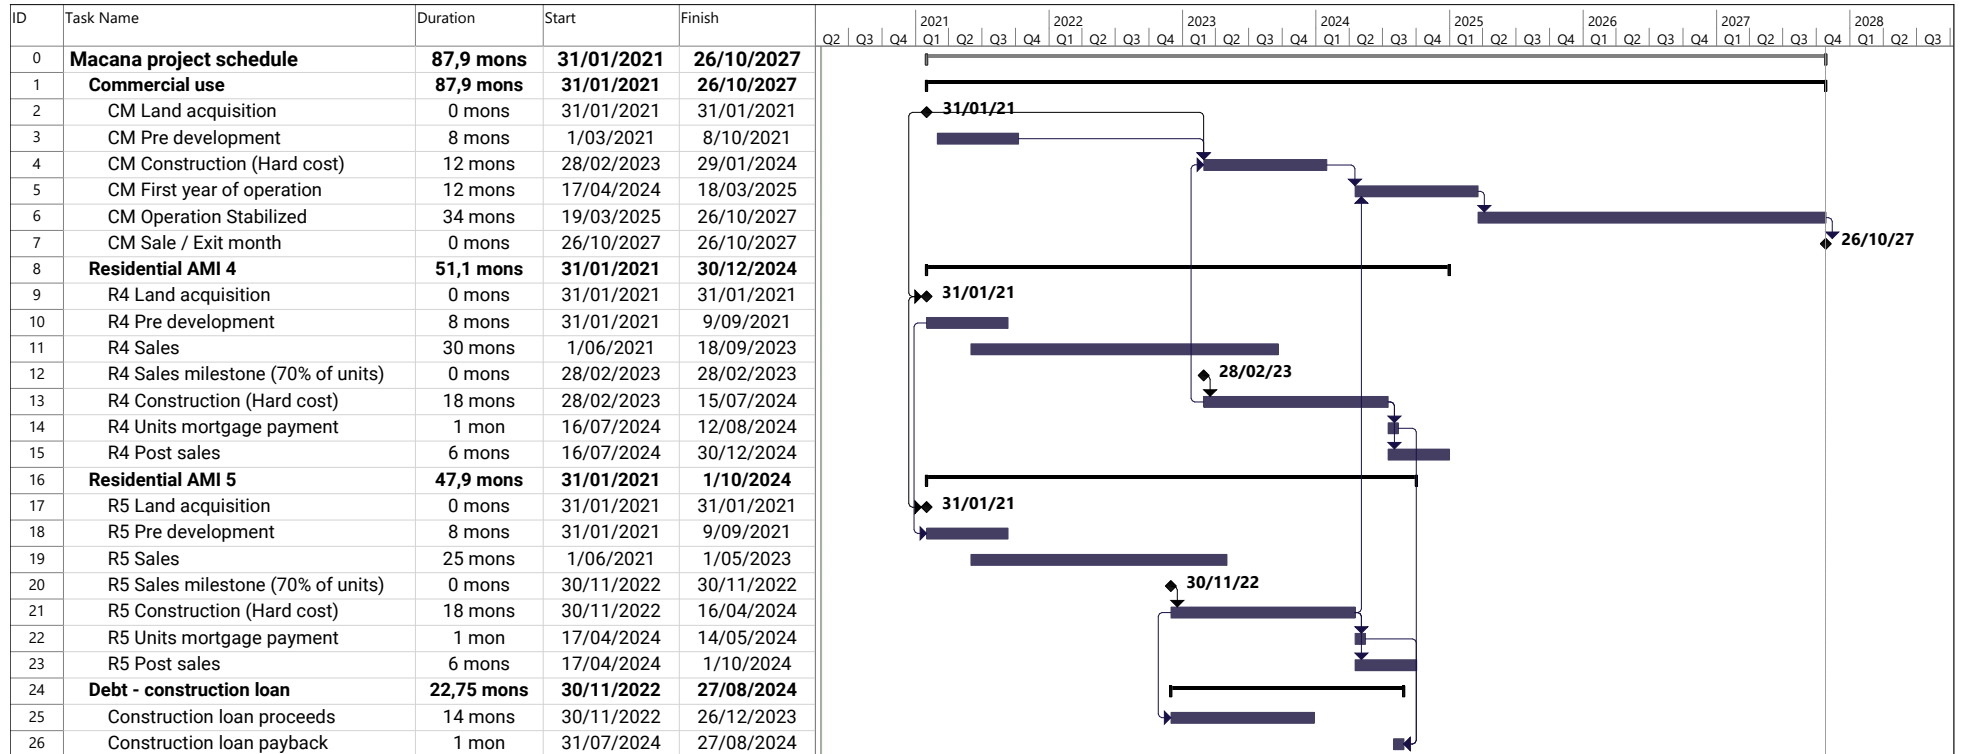 ID Task Name Duration Start Finish 2021 2022 2023 2024 2025 2026 2027 2028
Q2 Q3 Q4 Q1 Q2 Q3 Q4 Q1 Q2 Q3 Q4 Q1 Q2 Q3 Q4 Q1 Q2 Q3 Q4 Q1 Q2 Q3 Q4 Q1 Q2 Q3 Q4 Q1 Q2 Q3 Q4 Q1 Q2 Q3
0 Macana project schedule 87,9 mons 31/01/2021 26/10/2027
1 Commercial use 87,9 mons 31/01/2021 26/10/2027
2 CM Land acquisition 0 mons 31/01/2021 31/01/2021 31/01/21
3 CM Pre development 8 mons 1/03/2021 8/10/2021
4 CM Construction (Hard cost) 12 mons 28/02/2023 29/01/2024
5 CM First year of operation 12 mons 17/04/2024 18/03/2025
6 CM Operation Stabilized 34 mons 19/03/2025 26/10/2027
7 CM Sale / Exit month 0 mons 26/10/2027 26/10/2027 26/10/27
8 Residential AMI 4 51,1 mons 31/01/2021 30/12/2024
9 R4 Land acquisition 0 mons 31/01/2021 31/01/2021 31/01/21
10 R4 Pre development 8 mons 31/01/2021 9/09/2021
11 R4 Sales 30 mons 1/06/2021 18/09/2023
12 R4 Sales milestone (70% of units) 0 mons 28/02/2023 28/02/2023 28/02/23
13 R4 Construction (Hard cost) 18 mons 28/02/2023 15/07/2024
14 R4 Units mortgage payment 1 mon 16/07/2024 12/08/2024
15 R4 Post sales 6 mons 16/07/2024 30/12/2024
16 Residential AMI 5 47,9 mons 31/01/2021 1/10/2024
17 R5 Land acquisition 0 mons 31/01/2021 31/01/2021 31/01/21
18 R5 Pre development 8 mons 31/01/2021 9/09/2021
19 R5 Sales 25 mons 1/06/2021 1/05/2023
20 R5 Sales milestone (70% of units) 0 mons 30/11/2022 30/11/2022 30/11/22
21 R5 Construction (Hard cost) 18 mons 30/11/2022 16/04/2024
22 R5 Units mortgage payment 1 mon 17/04/2024 14/05/2024
23 R5 Post sales 6 mons 17/04/2024 1/10/2024
24 Debt - construction loan 22,75 mons 30/11/2022 27/08/2024
25 Construction loan proceeds 14 mons 30/11/2022 26/12/2023
26 Construction loan payback 1 mon 31/07/2024 27/08/2024